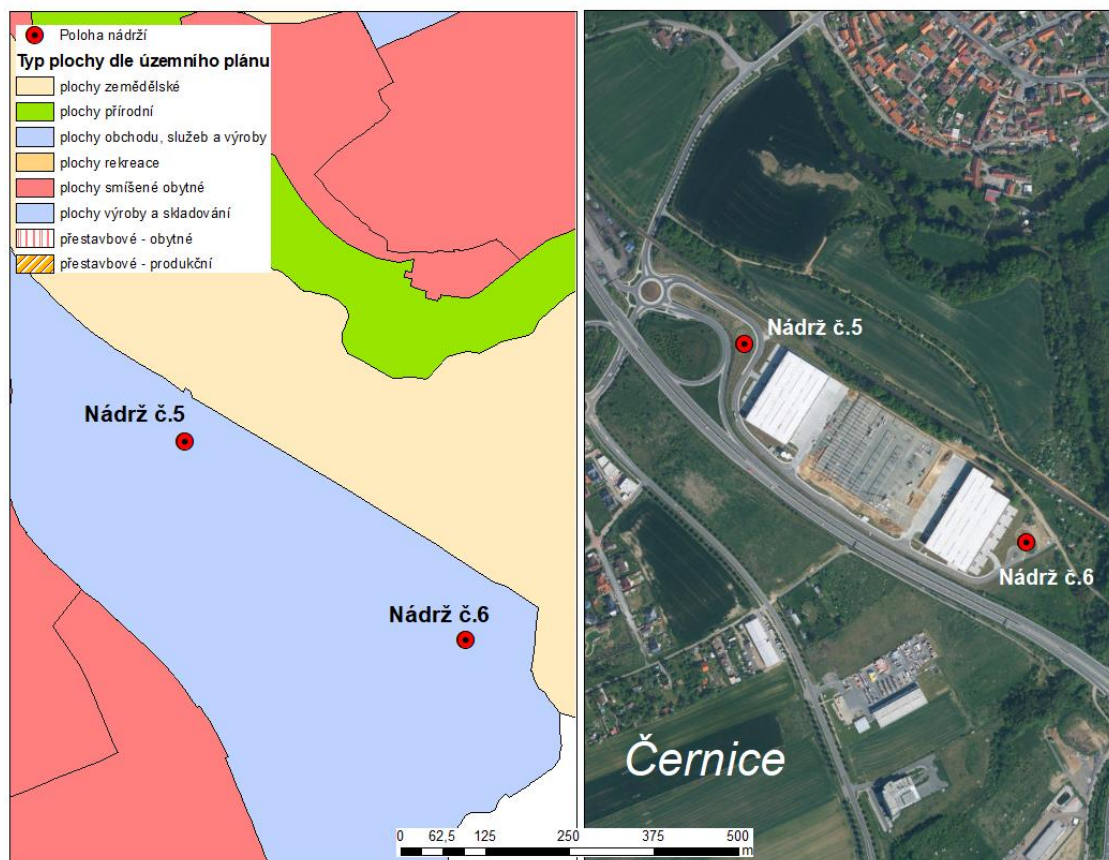 Poloha nádrží
Typ plochy dle územního plánu
plochy zemědělské
plochy přírodní
plochy obchodu, služeb a výroby
plochy rekreace
plochy smíšené obytné
plochy výroby a skladování
přestavbové - obytné
přestavbové - produkční
Nádrž č.5
Nádrž č.6
Nádrž č.5
Nádrž č.6
Černice
0 62,5 125 250 375 500
m